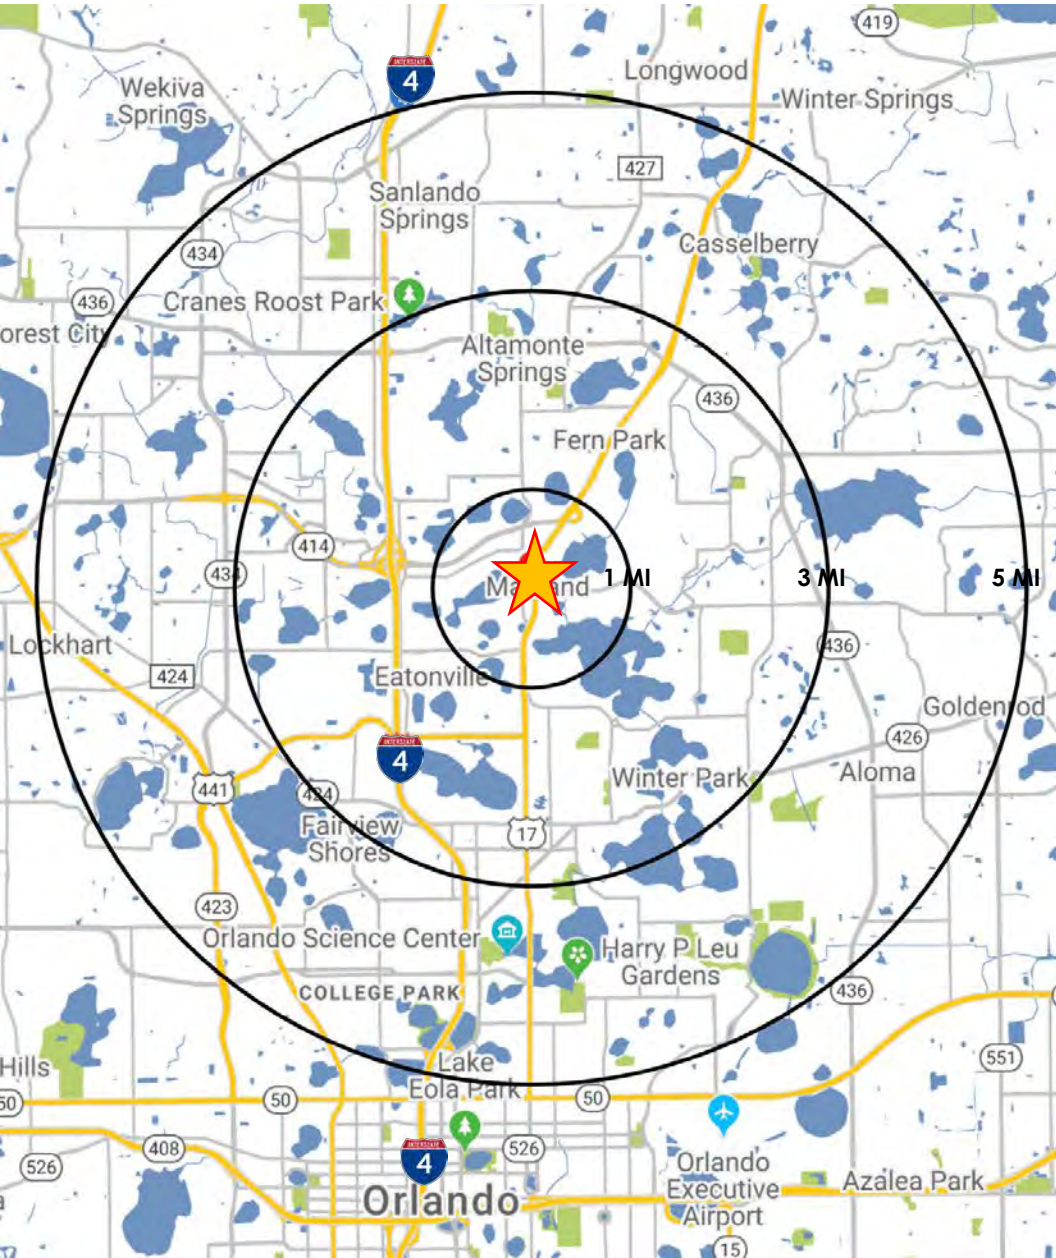 419
INTERSTATE
4
Longwood
Wekiva
Springs
Winter Springs
427
Sanlando
Springs
434
Casselberry
436
Cranes Roost Park
orest City
Altamonte
Springs
436
Fern Park
414
434
1 MI
3 MI
5 MI
Lockhart
436
424
Eatonville
Goldenrod
426
INTERSTATE
4
Winter Park
Aloma
441
424
17
Fairview
Shores
423
Orlando Science Center
Harry P Leu
Gardens
COLLEGE PARK
436
Hills
551
Lake
Eola Park
50
50
50
408
526
INTERSTATE
4
526
Orlando
Executive
Airport
Azalea Park
Orlando
15